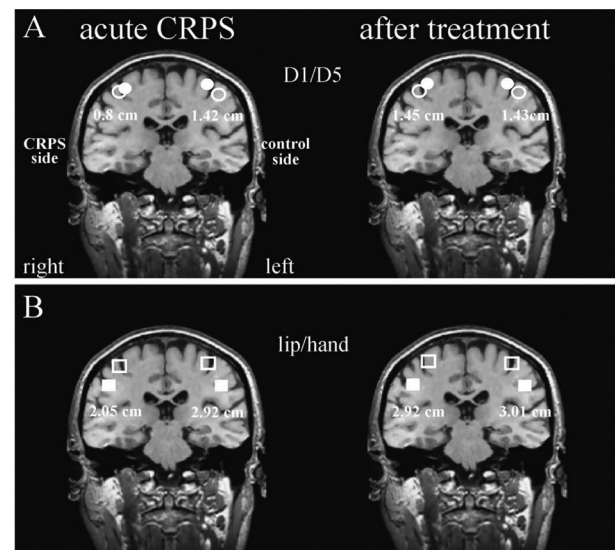 A
acute CRPS
after treatment
D1/D5
0.8 cm
1.42 cm
1.45 cm
1.43cm
CRPS
side
control
side
right
left
B
lip/hand
2.05 cm
2.92 cm
2.92 cm
3.01 cm